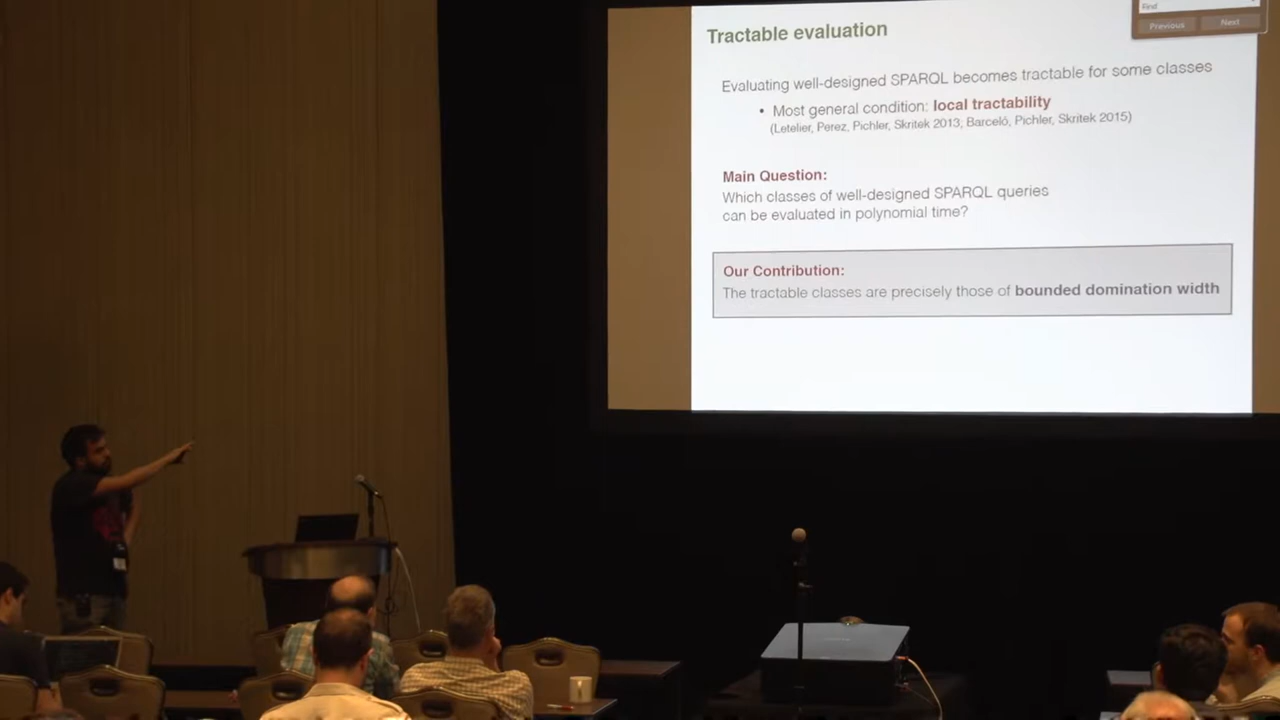 Tractable evaluation
Find
Previous Next
Evaluating well-designed SPARQL becomes tractable for some classes
• Most general condition: local tractability
(Letelier, Perez, Pichler, Skritek 2013; Barceló, Pichler, Skritek 2015)
Main Question:
Which classes of well-designed SPARQL queries
can be evaluated in polynomial time?
Our Contribution:
The tractable classes are precisely those of bounded domination width